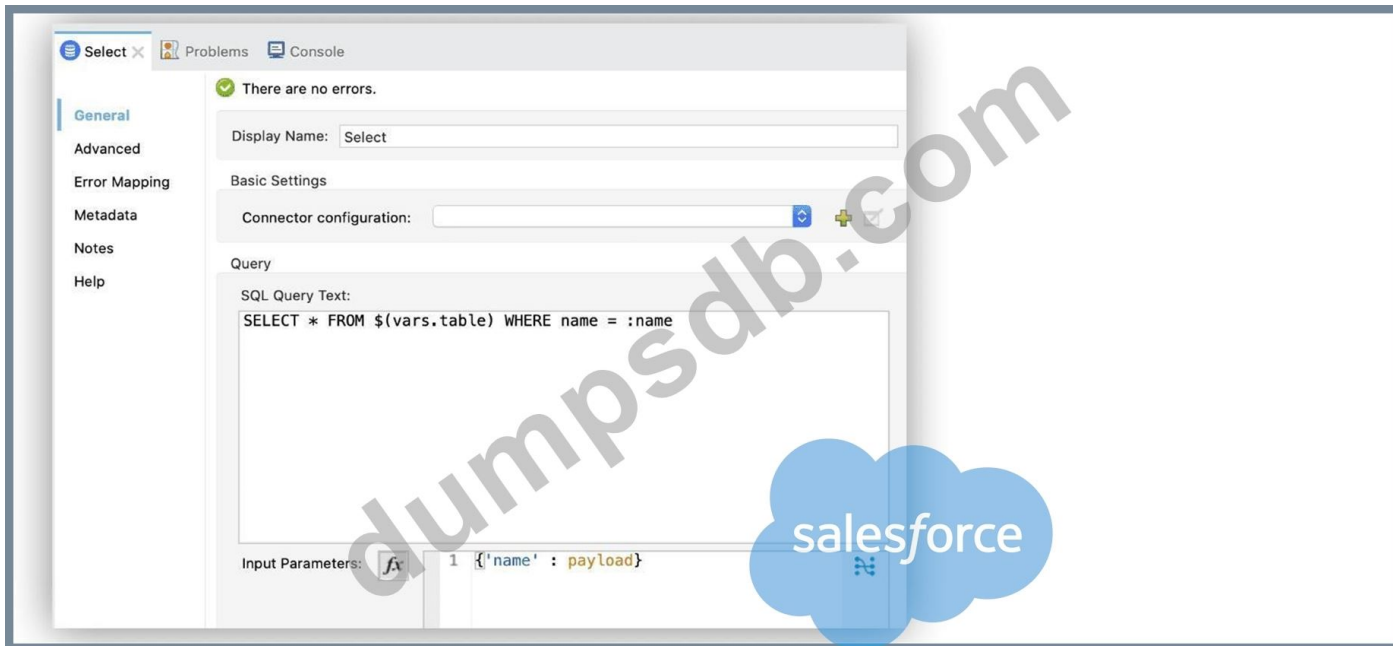 Select Problems Console
There are no errors.
General
Display Name: Select
Advanced
Error Mapping
Basic Settings
Metadata
Connector configuration:
Notes
Query
Help
SQL Query Text:
SELECT * FROM $(vars.table) WHERE name = :name
Input Parameters: fx 1 {'name' : payload}
salesforce
dumpsdb.com